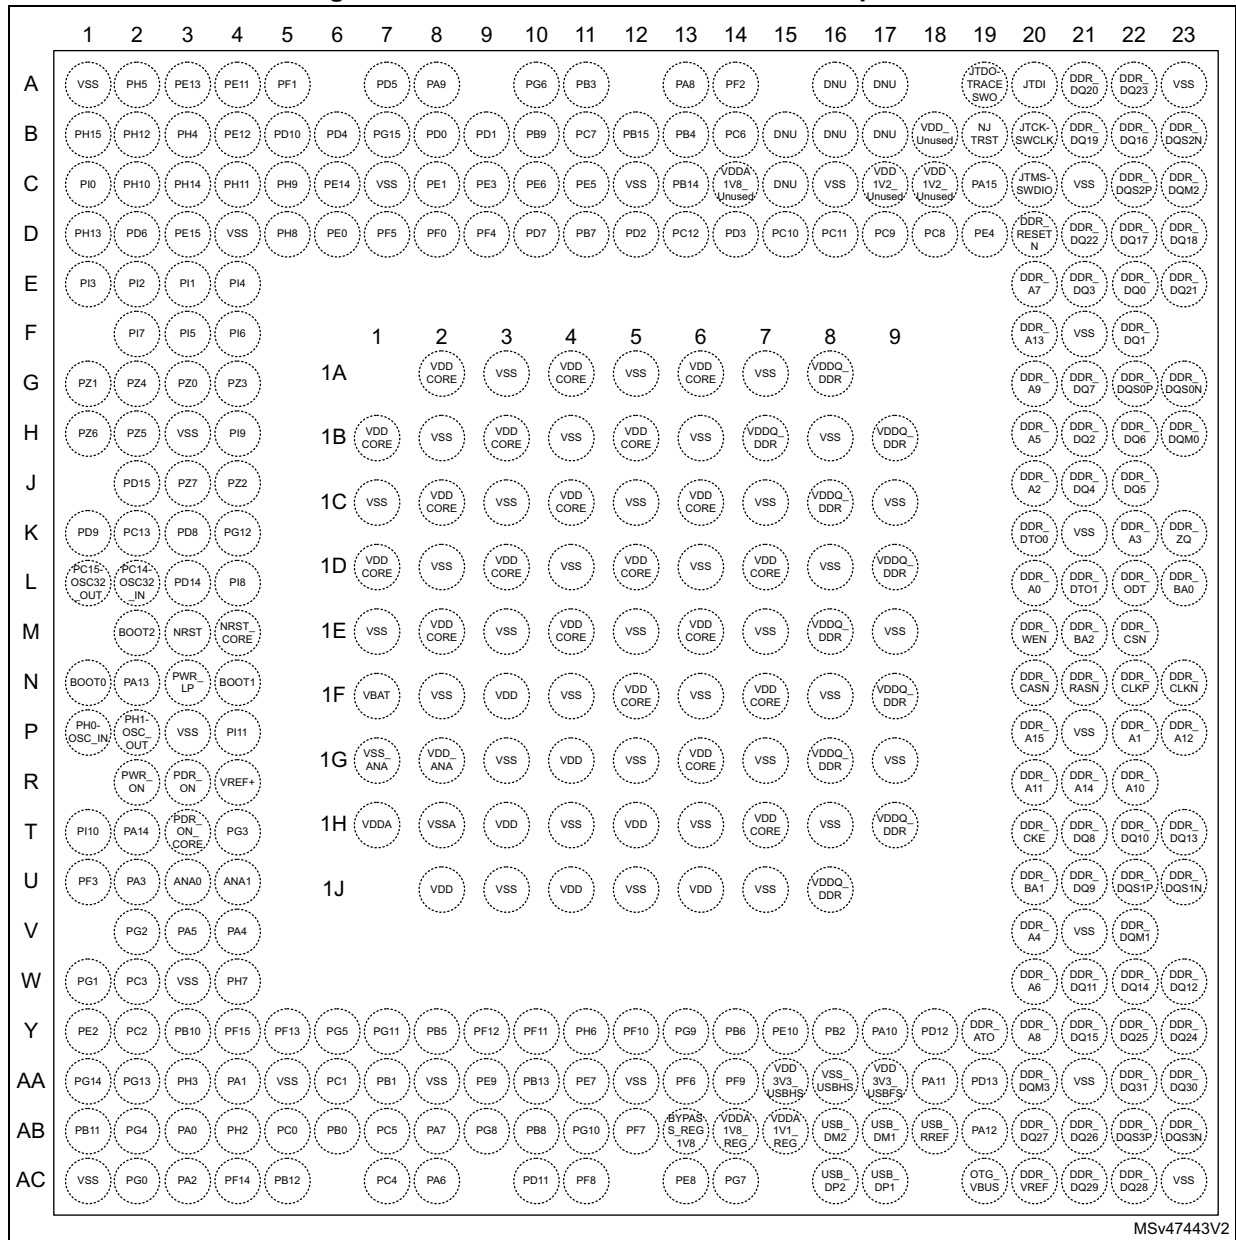 1 2 3 4 5 6 7 8 9 10 11 12 13 14 15 16 17 18 19 20 21 22 23
A VSS PH5 PE13 PE11 PF1 PD5 PA9 PG6 PB3 PA8 PF2 DNU DNU JTDO-TRACESWO JTDI DDR_DQ20 DDR_DQ23 VSS
B PH15 PH12 PH4 PE12 PD10 PD4 PG15 PD0 PD1 PB9 PC7 PB15 PB4 PC6 DNU DNU DNU VDD_Unused NJTRST JTCK-SWCLK DDR_DQ19 DDR_DQ16 DDR_DQS2N
C PI0 PH10 PH14 PH11 PH9 PE14 VSS PE1 PE3 PE6 PE5 VSS PB14 VDDA1V8_Unused DNU VSS VDD1V2_Unused VDD1V2_Unused PA15 JTMS-SWDIO VSS DDR_DQS2P DDR_DQM2
D PH13 PD6 PE15 VSS PH8 PE0 PF5 PF0 PF4 PD7 PB7 PD2 PC12 PD3 PC10 PC11 PC9 PC8 PE4 DDR_RESETN DDR_DQ22 DDR_DQ17 DDR_DQ18
E PI3 PI2 PI1 PI4 DDR_A7 DDR_DQ3 DDR_DQ0 DDR_DQ21
F PI7 PI5 PI6 DDR_A13 VSS DDR_DQ1
1 2 3 4 5 6 7 8 9
1A VDDCORE VSS VDDCORE VSS VDDCORE VSS VDDQ_DDR
G PZ1 PZ4 PZ0 PZ3 DDR_A9 DDR_DQ7 DDR_DQS0P DDR_DQS0N
H PZ6 PZ5 VSS PI9 DDR_A5 DDR_DQ2 DDR_DQ6 DDR_DQM0
1B VDDCORE VSS VDDCORE VSS VDDCORE VSS VDDQ_DDR VSS VDDQ_DDR
J PD15 PZ7 PZ2 DDR_A2 DDR_DQ4 DDR_DQ5
1C VSS VDDCORE VSS VDDCORE VSS VDDCORE VSS VDDQ_DDR VSS
K PD9 PC13 PD8 PG12 DDR_DTO0 VSS DDR_A3 DDR_ZQ
1D VDDCORE VSS VDDCORE VSS VDDCORE VSS VDDCORE VSS VDDQ_DDR
L PC15-OSC32_OUT PC14-OSC32_IN PD14 PI8 DDR_A0 DDR_DTO1 DDR_ODT DDR_BA0
M BOOT2 NRST NRST_CORE DDR_WEN DDR_BA2 DDR_CSN
1E VSS VDDCORE VSS VDDCORE VSS VDDCORE VSS VDDQ_DDR VSS
N BOOT0 PA13 PWR_LP BOOT1 DDR_CASN DDR_RASN DDR_CLKP DDR_CLKN
1F VBAT VSS VDD VSS VDDCORE VSS VDDCORE VSS VDDQ_DDR
P PH0-OSC_IN PH1-OSC_OUT VSS PI11 DDR_A15 VSS DDR_A1 DDR_A12
1G VSS_ANA VDD_ANA VSS VDD VSS VDDCORE VSS VDDQ_DDR VSS
R PWR_ON PDR_ON VREF+ DDR_A11 DDR_A14 DDR_A10
T PI10 PA14 PDR_ON_CORE PG3 DDR_CKE DDR_DQ8 DDR_DQ10 DDR_DQ13
1H VDDA VSSA VDD VSS VDD VSS VDDCORE VSS VDDQ_DDR
U PF3 PA3 ANA0 ANA1 DDR_BA1 DDR_DQ9 DDR_DQS1P DDR_DQS1N
1J VDD VSS VDD VSS VDD VSS VDDQ_DDR
V PG2 PA5 PA4 DDR_A4 VSS DDR_DQM1
W PG1 PC3 VSS PH7 DDR_A6 DDR_DQ11 DDR_DQ14 DDR_DQ12
Y PE2 PC2 PB10 PF15 PF13 PG5 PG11 PB5 PF12 PF11 PH6 PF10 PG9 PB6 PE10 PB2 PA10 PD12 DDR_ATO DDR_A8 DDR_DQ15 DDR_DQ25 DDR_DQ24
AA PG14 PG13 PH3 PA1 VSS PC1 PB1 VSS PE9 PB13 PE7 VSS PF6 PF9 VDD3V3_USBHS VSS_USBHS VDD3V3_USBFS PA11 PD13 DDR_DQM3 VSS DDR_DQ31 DDR_DQ30
AB PB11 PG4 PA0 PH2 PC0 PB0 PC5 PA7 PG8 PB8 PG10 PF7 BYPASS_REG1V8 VDDA1V8_REG VDDA1V1_REG USB_DM2 USB_DM1 USB_RREF PA12 DDR_DQ27 DDR_DQ26 DDR_DQS3P DDR_DQS3N
AC VSS PG0 PA2 PF14 PB12 PC4 PA6 PD11 PF8 PE8 PG7 USB_DP2 USB_DP1 OTG_VBUS DDR_VREF DDR_DQ29 DDR_DQ28 VSS
MSv47443V2